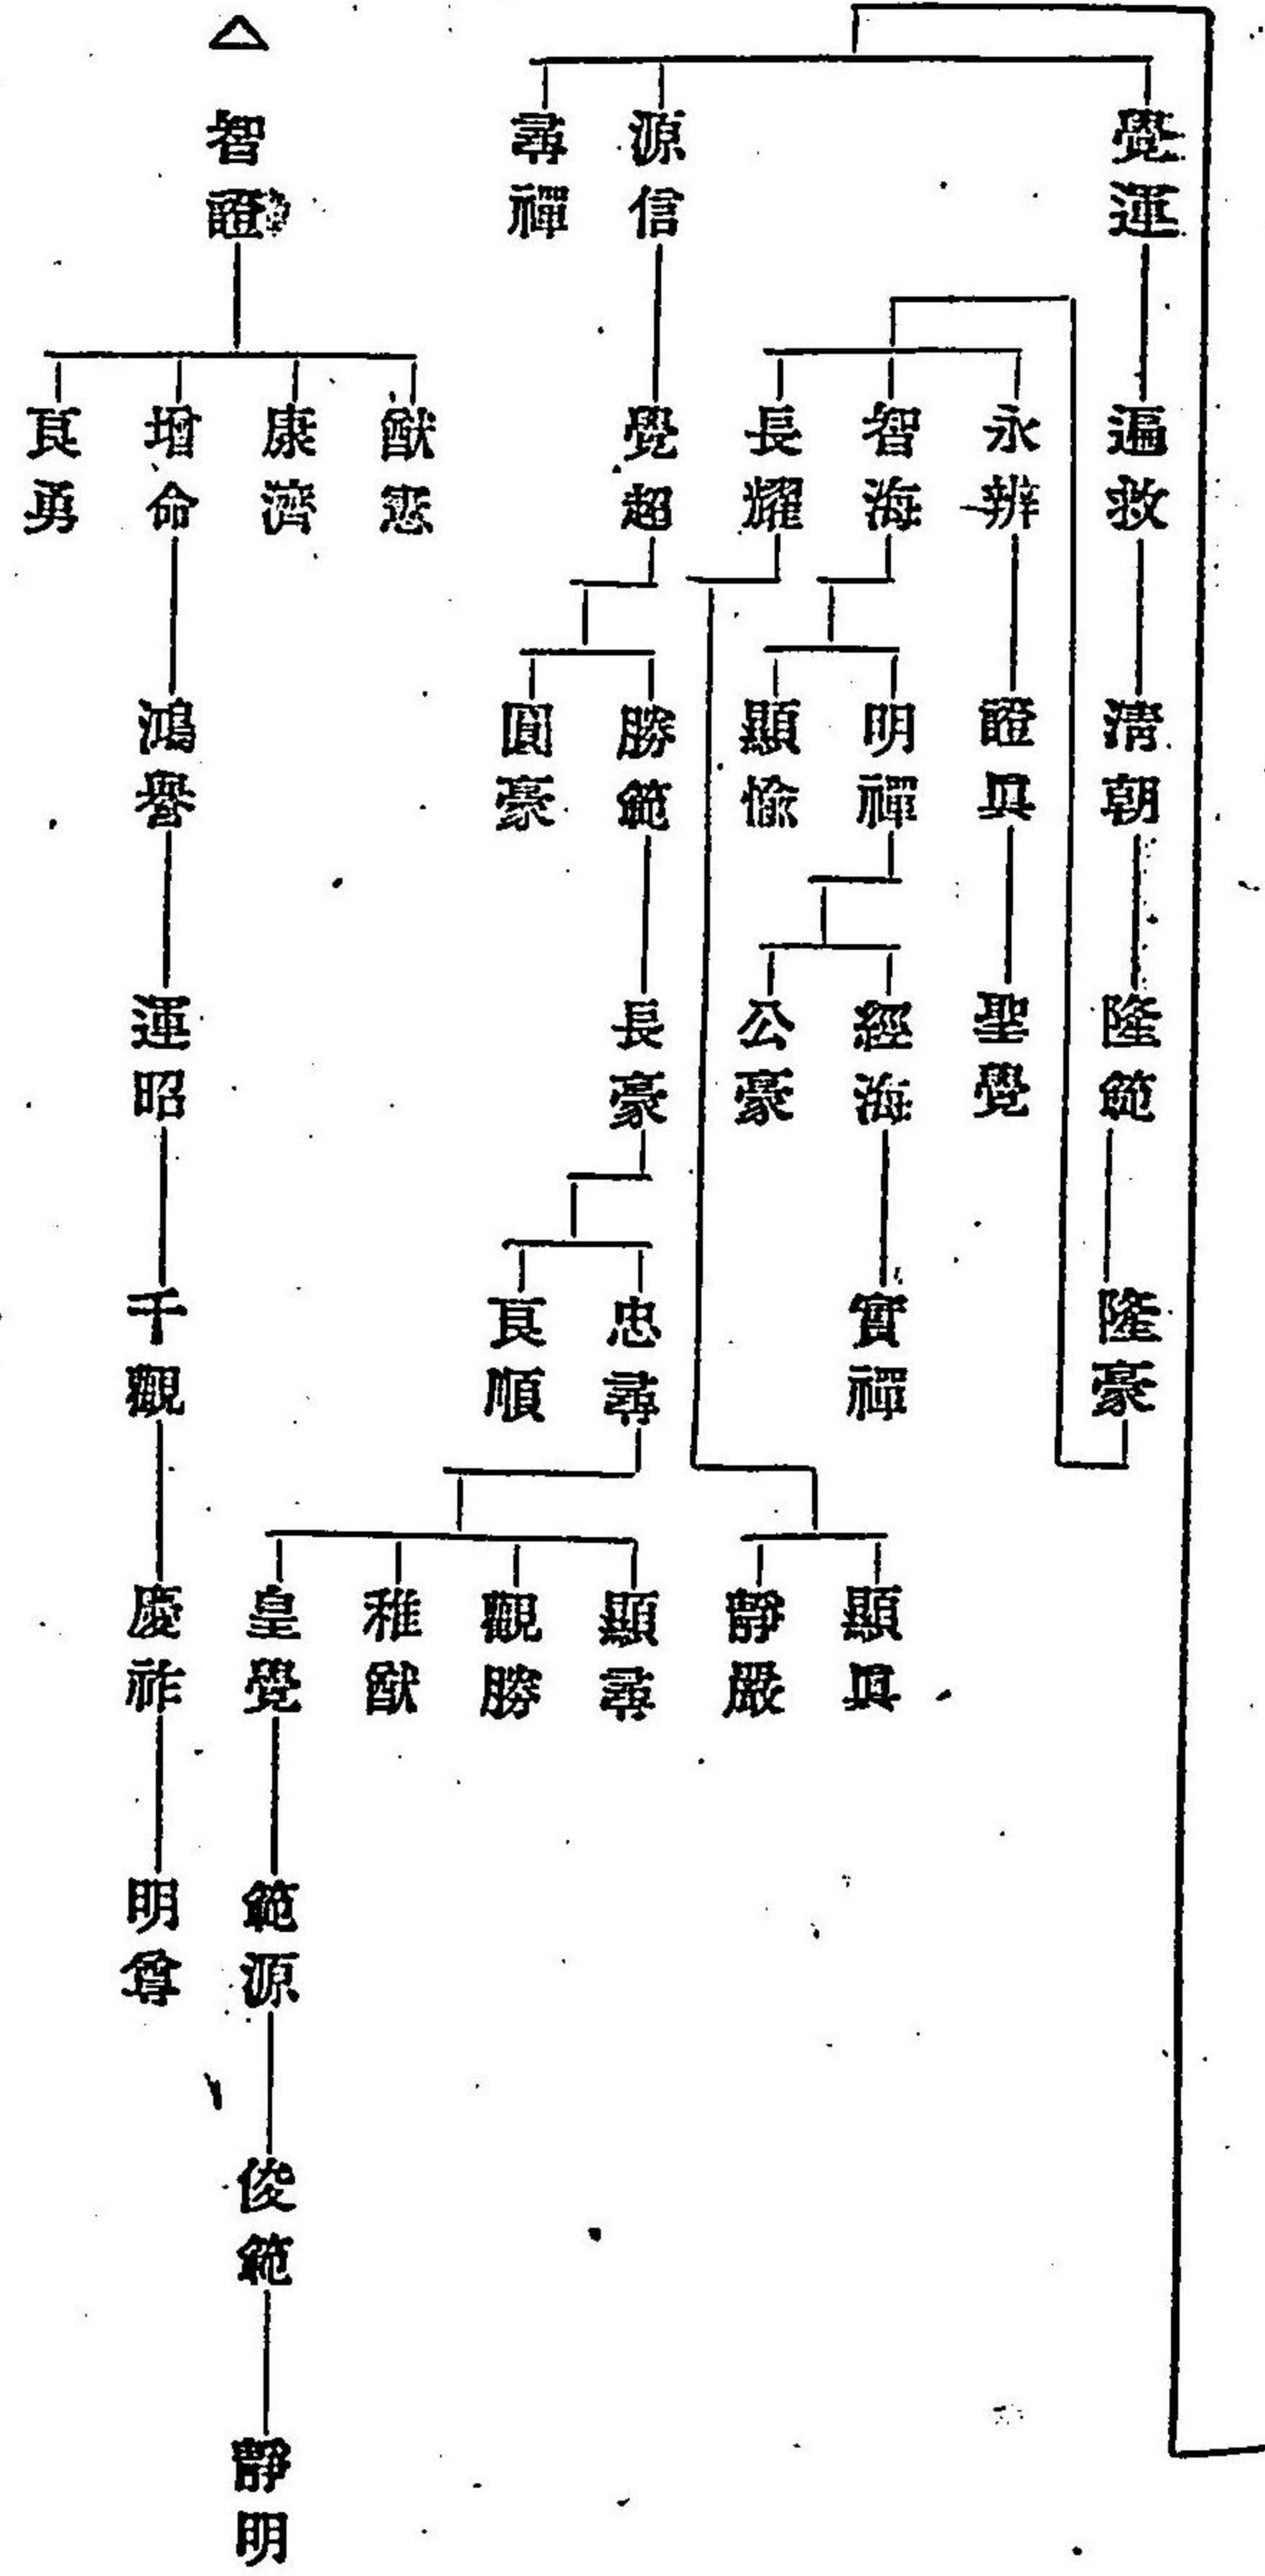 覺運
遍救
淸朝
隆範
隆豪
永辨
證眞
聖覺
智海
明禪
經海
實禪
顯愉
公豪
長耀
顯眞
靜嚴
源信
覺超
勝範
長豪
忠尋
顯尋
觀勝
稚猷
皇覺
範源
俊範
靜明
良順
圓豪
尋禪
△智證
猷憲
康濟
增命
鴻譽
運昭
千觀
慶祚
明尊
良勇